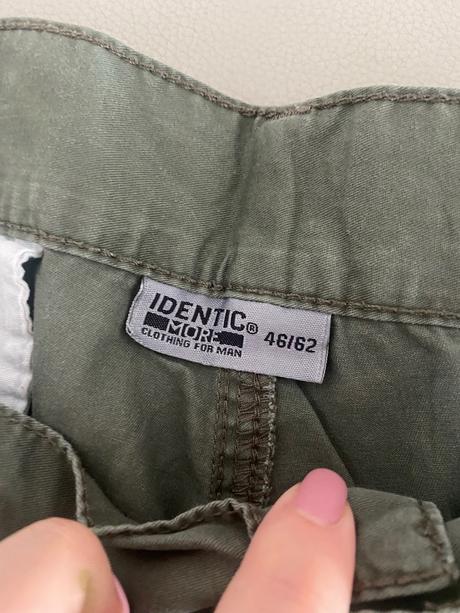 IDENTIC®
MORE
CLOTHING FOR MAN
46/62